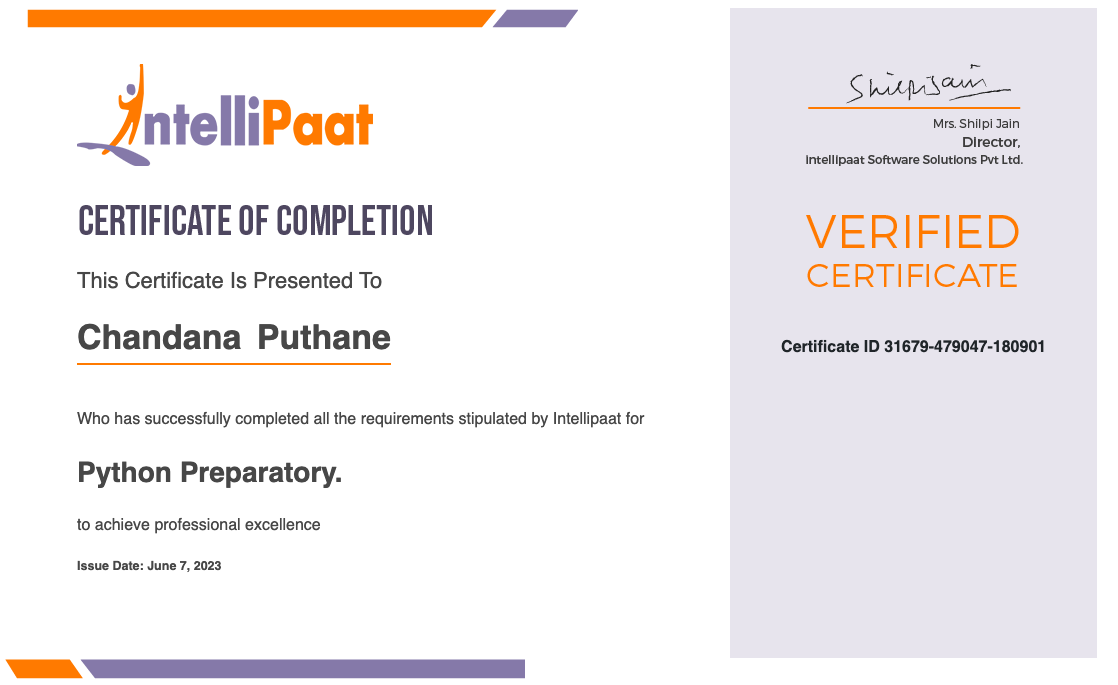 IntelliPaat
CERTIFICATE OF COMPLETION
This Certificate Is Presented To
Chandana Puthane
Who has successfully completed all the requirements stipulated by Intellipaat for
Python Preparatory.
to achieve professional excellence
Issue Date: June 7, 2023
Shilpi Jain
Mrs. Shilpi Jain
Director,
Intellipaat Software Solutions Pvt Ltd.
VERIFIED
CERTIFICATE
Certificate ID 31679-479047-180901